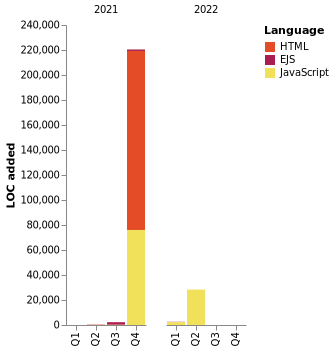 2021 2022
Language
HTML
EJS
JavaScript
LOC added
240,000
220,000
200,000
180,000
160,000
140,000
120,000
100,000
80,000
60,000
40,000
20,000
0
Q1 Q2 Q3 Q4 Q1 Q2 Q3 Q4